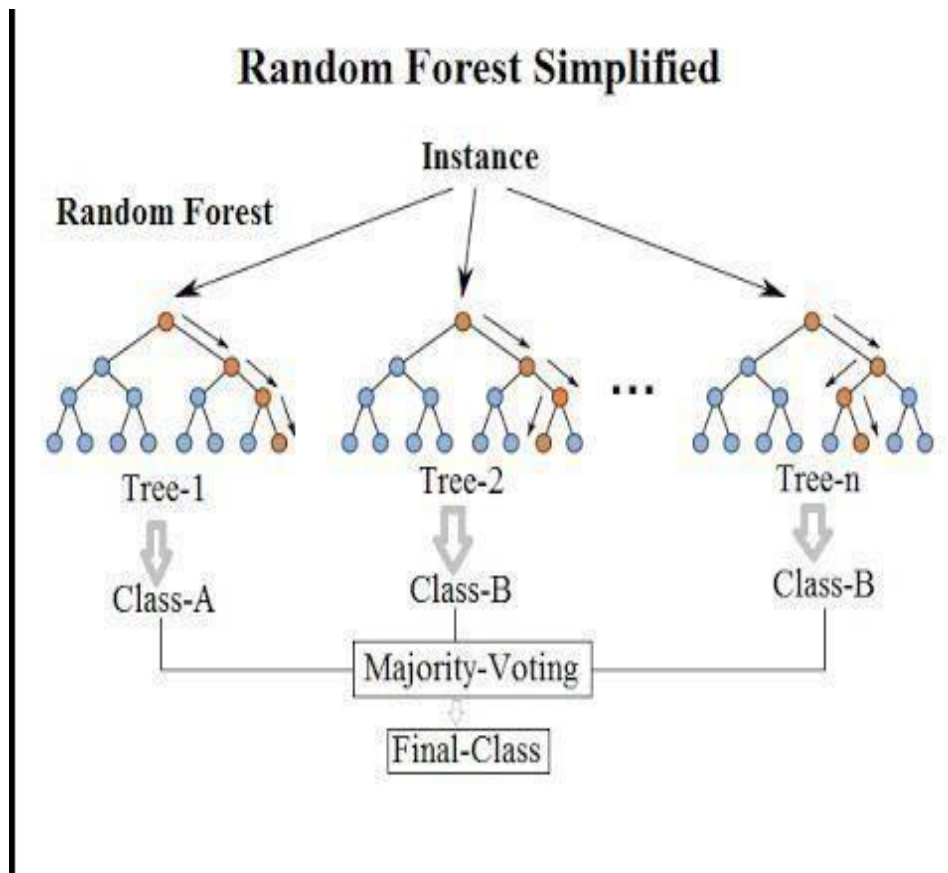 Random Forest Simplified
Instance
Random Forest
...
Tree-1
Tree-2
Tree-n
Class-A
Class-B
Class-B
Majority-Voting
Final-Class